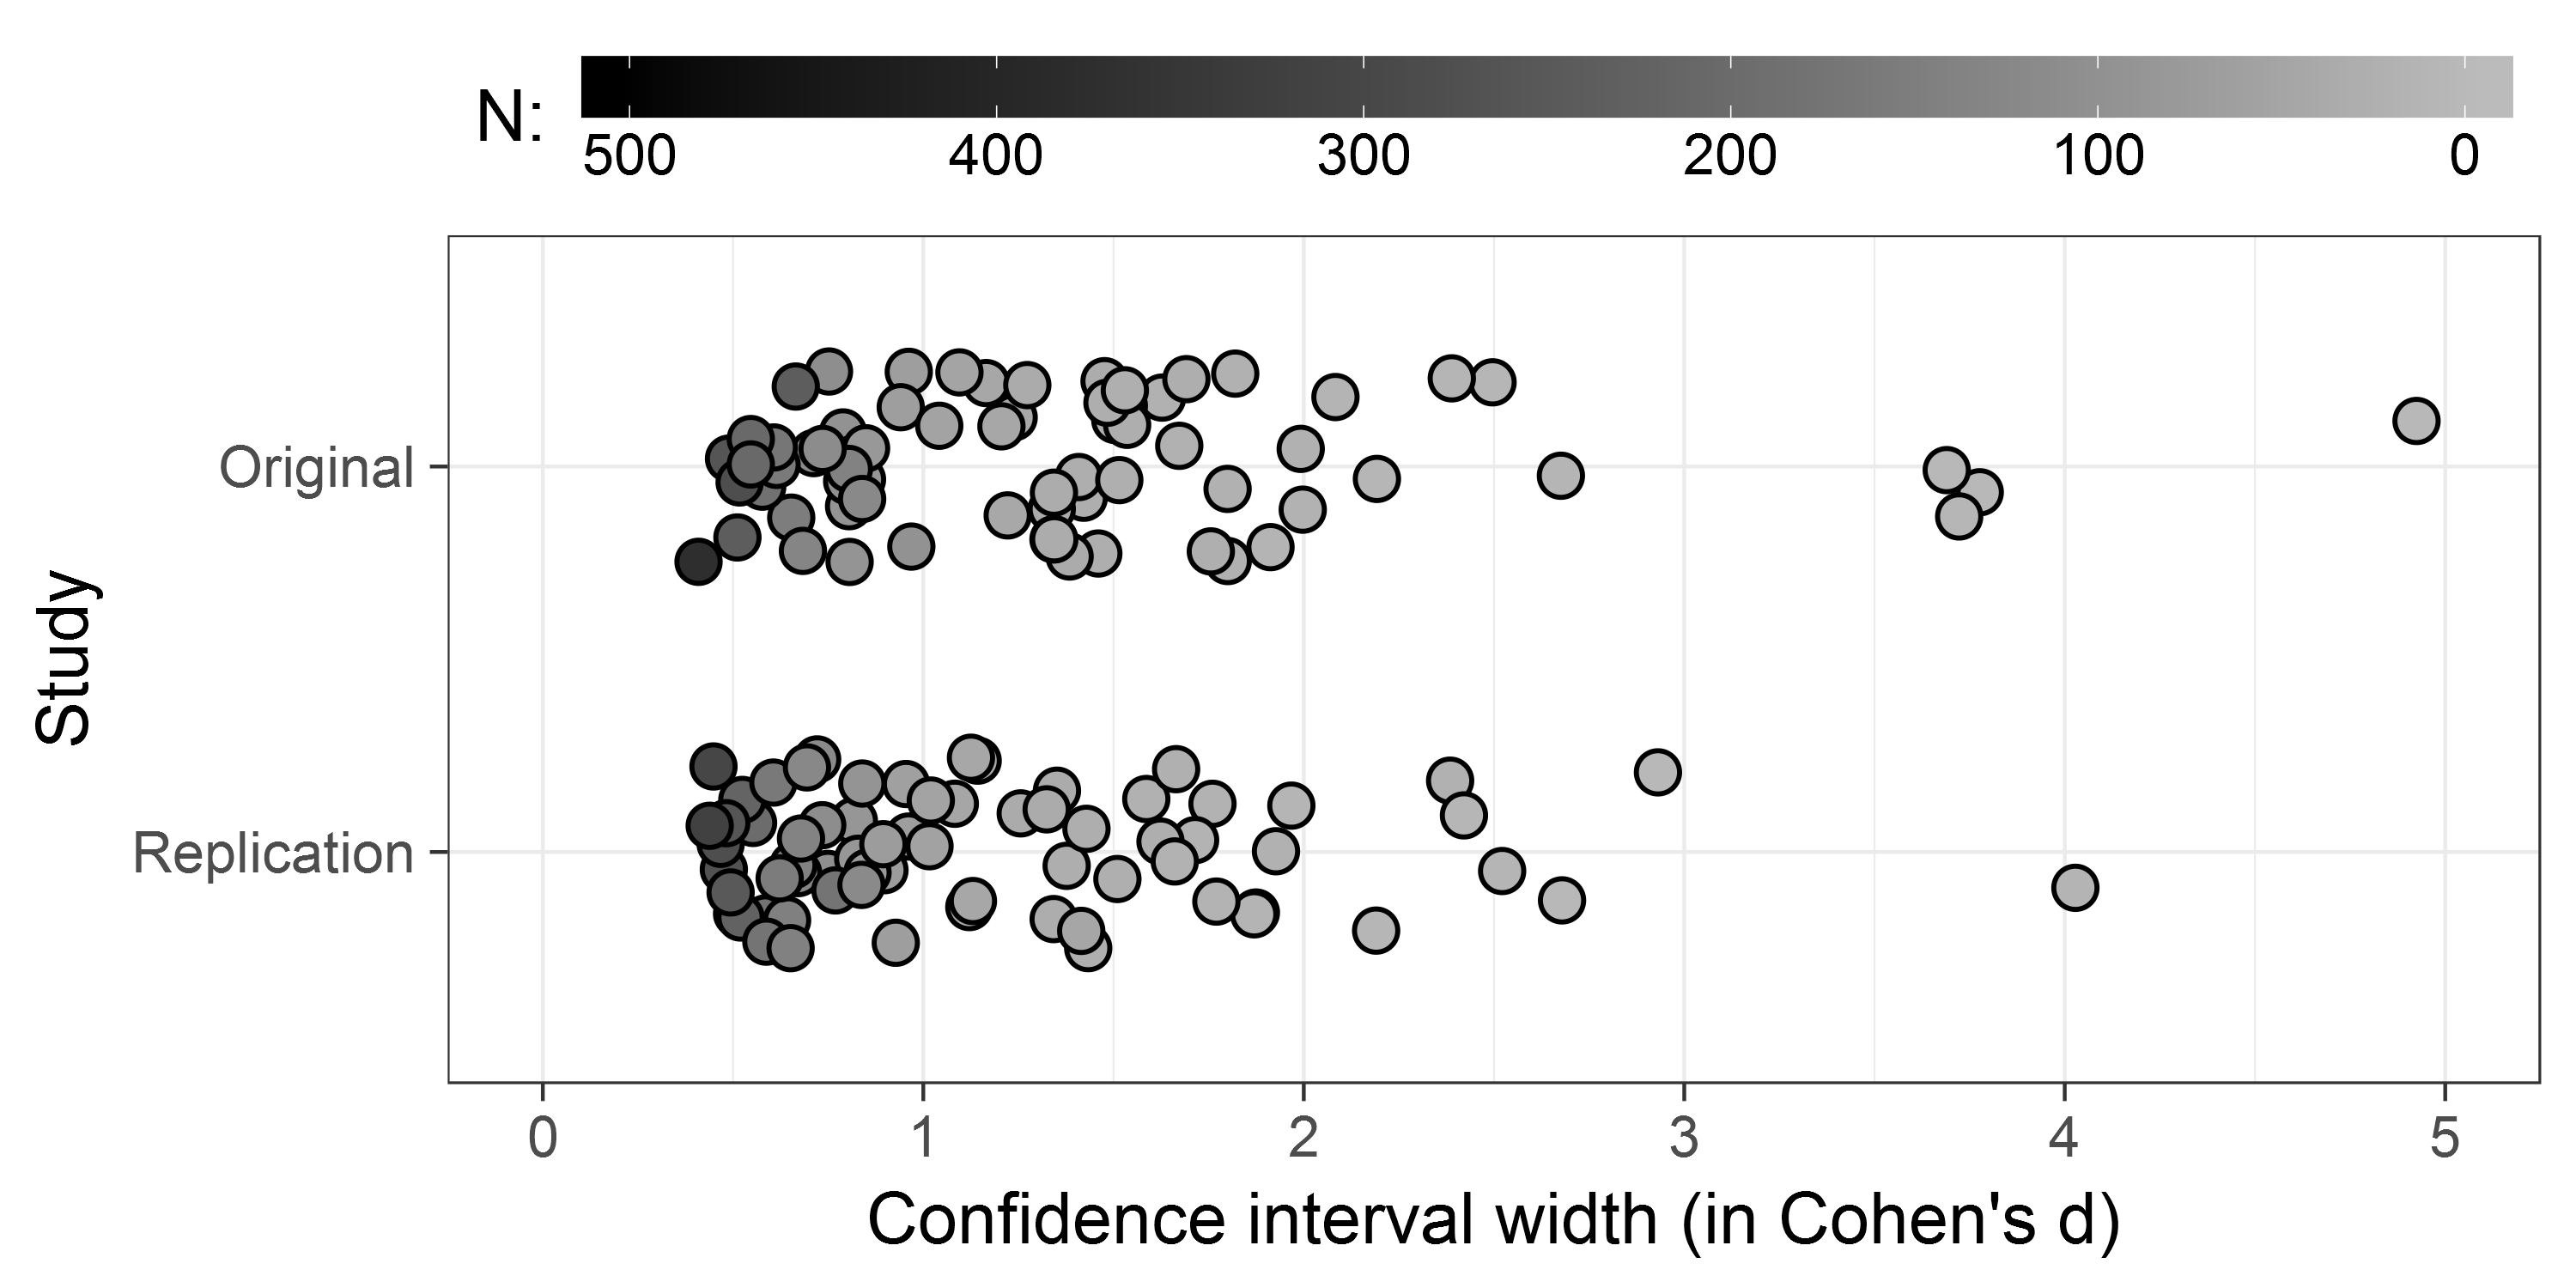 N:
500 400 300 200 100 0
Original
Study
Replication
0 1 2 3 4 5
Confidence interval width (in Cohen's d)